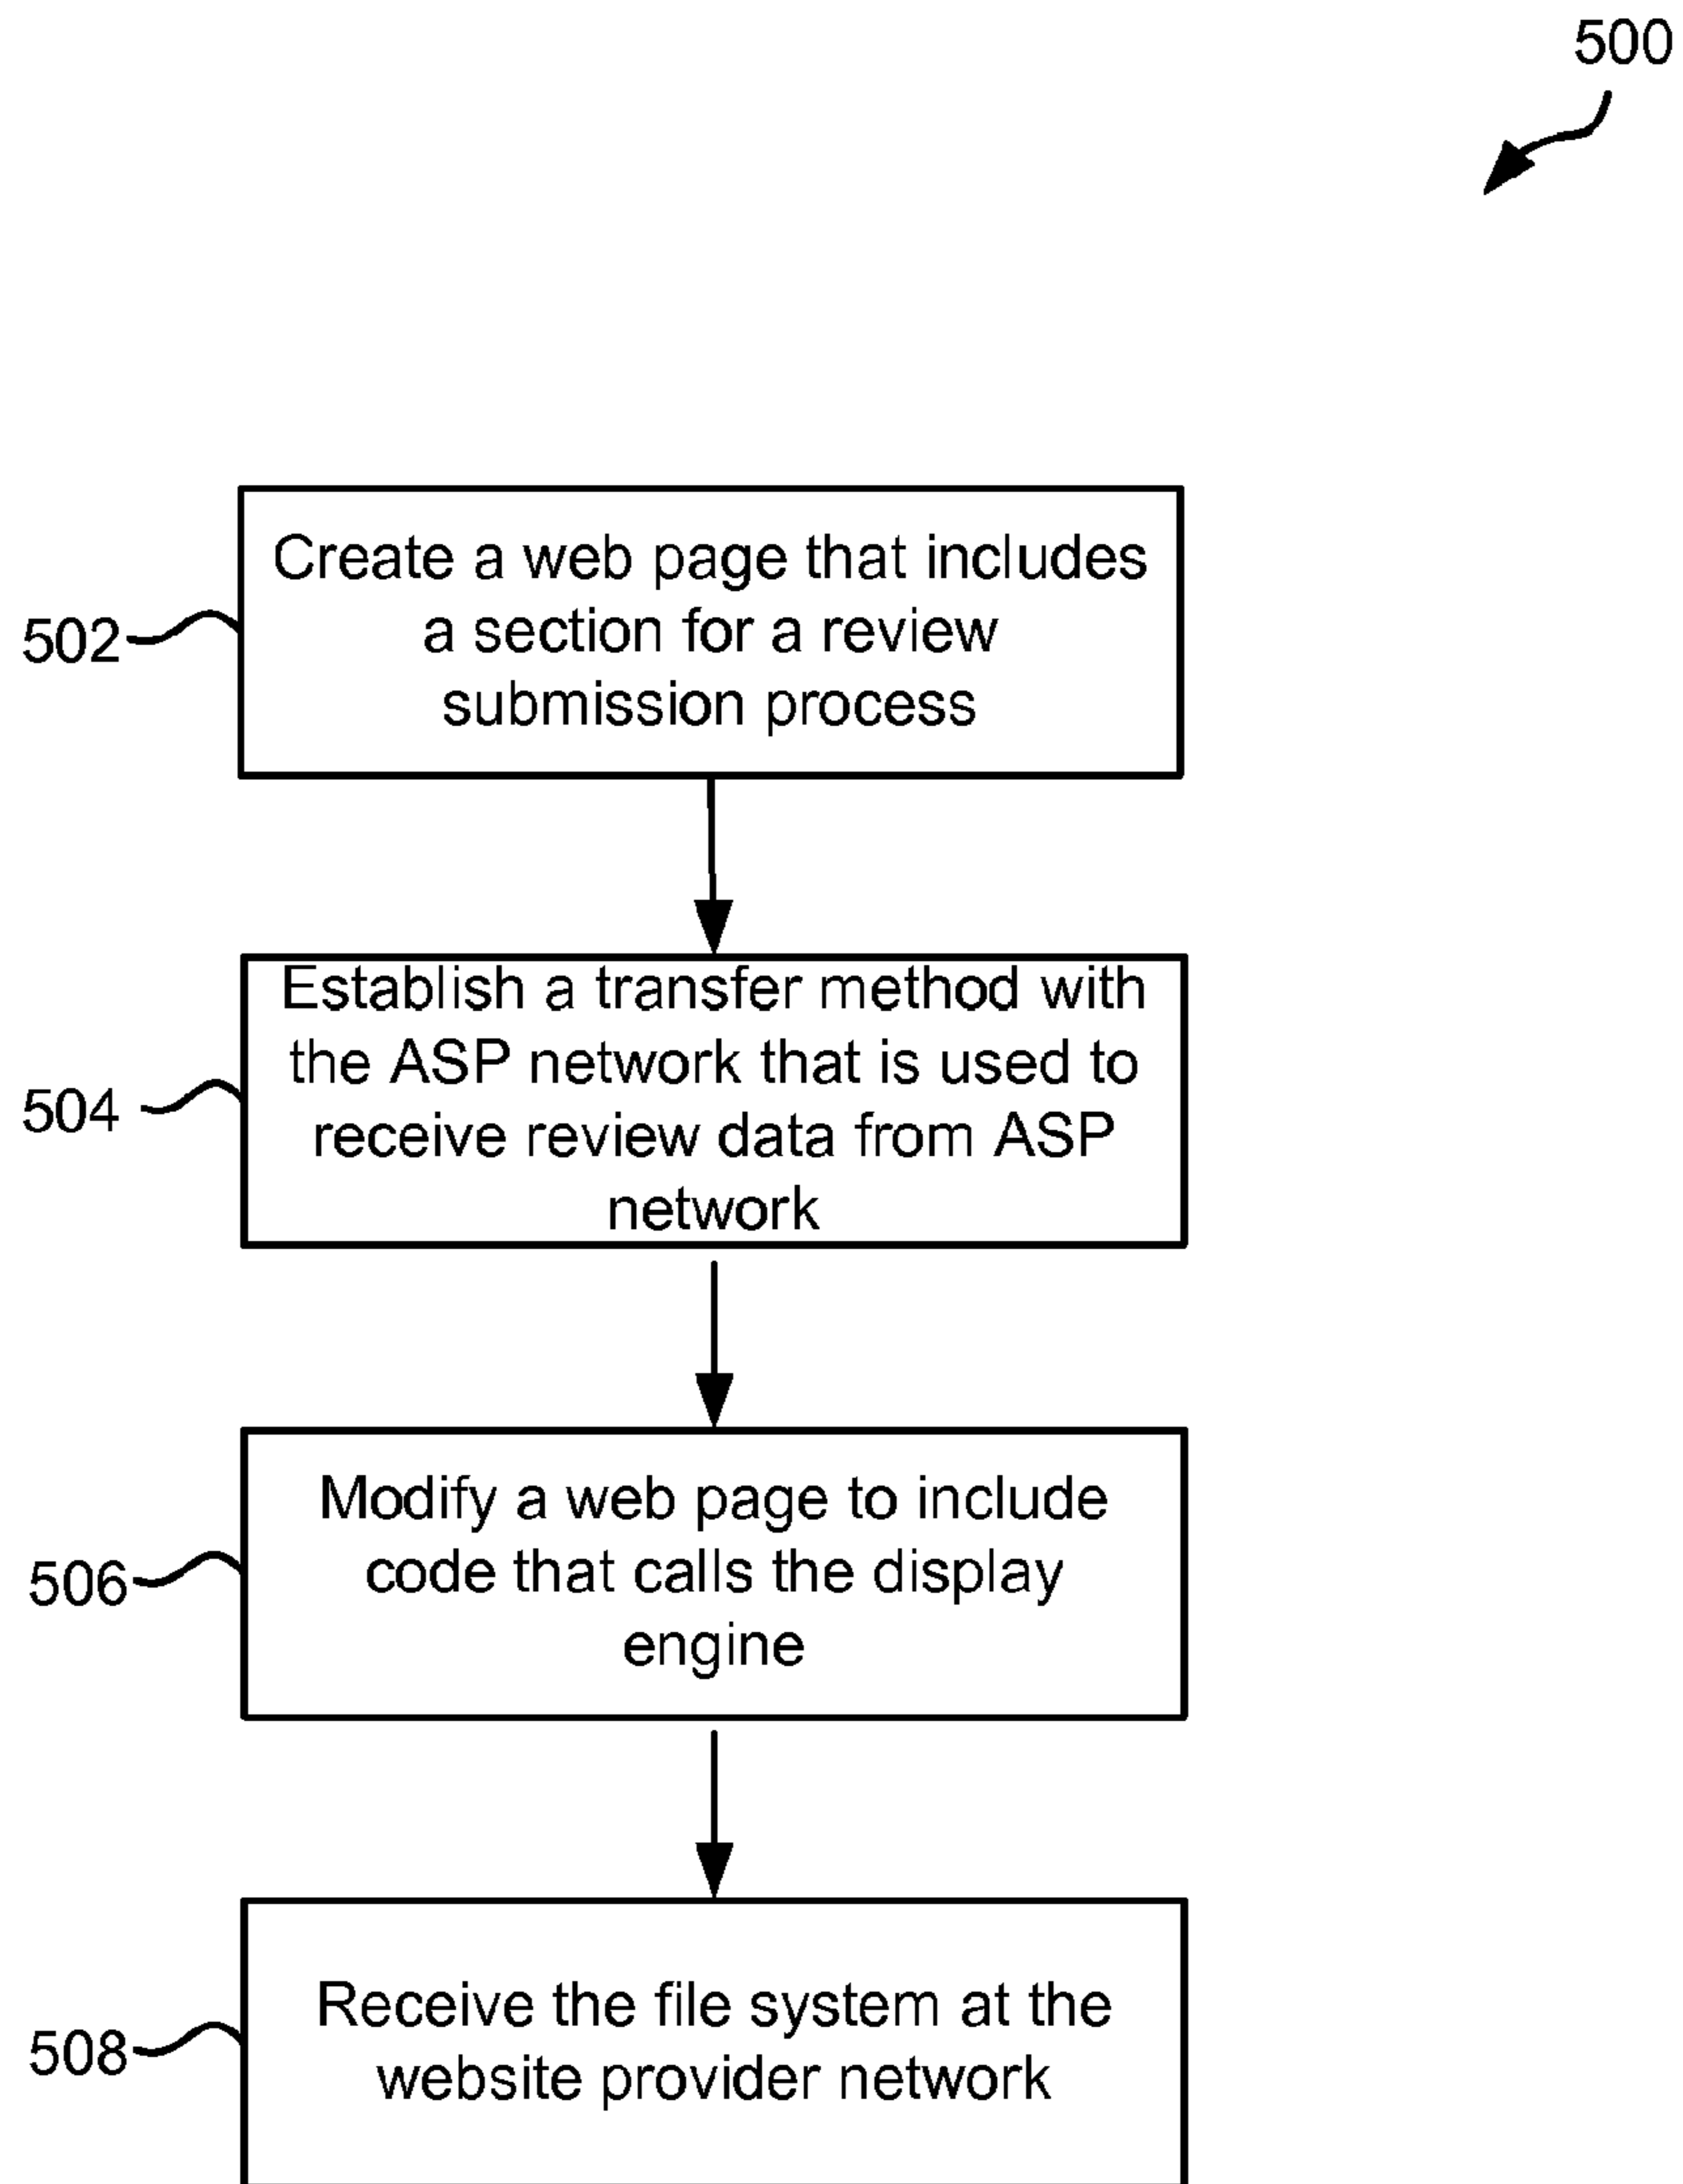 500
502
Create a web page that includes
a section for a review
submission process
504
Establish a transfer method with
the ASP network that is used to
receive review data from ASP
network
506
Modify a web page to include
code that calls the display
engine
508
Receive the file system at the
website provider network